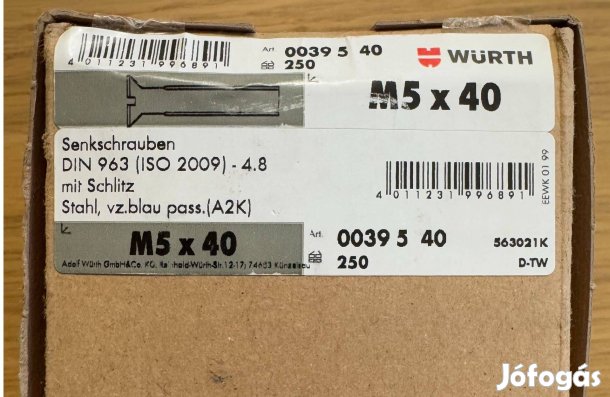 4 011231 996891
Art. 0039 5 40
250
WÜRTH
M5 x 40
Senkschrauben
DIN 963 (ISO 2009) - 4.8
mit Schlitz
Stahl, vz.blau pass.(A2K)
4 011231 996891
EEWK 01 99
M5 x 40
Art. 0039 5 40
250
563021K
D-TW
Adolf Würth GmbH&Co. KG. Reinhold-Würth-Str.12-17; 74653 Künzelsau
Jófogás